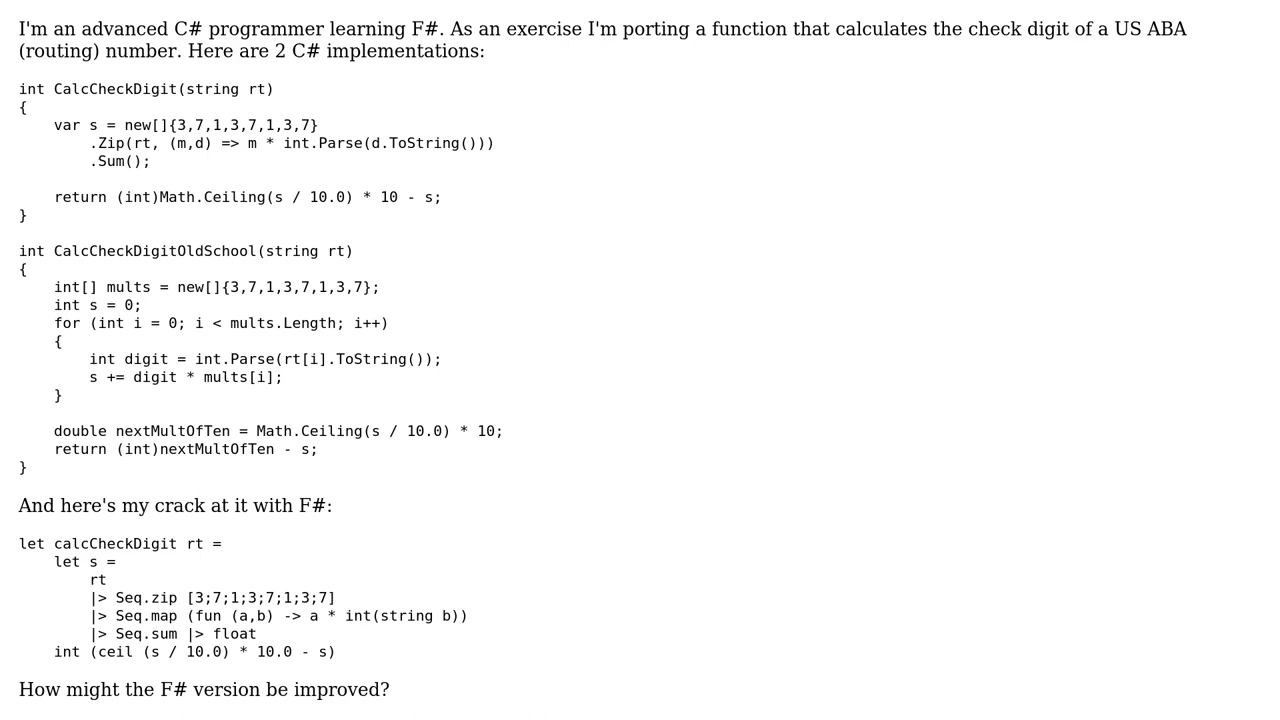 I'm an advanced C# programmer learning F#. As an exercise I'm porting a function that calculates the check digit of a US ABA
(routing) number. Here are 2 C# implementations:
int CalcCheckDigit(string rt)
{
    var s = new[]{3,7,1,3,7,1,3,7}
        .Zip(rt, (m,d) => m * int.Parse(d.ToString()))
        .Sum();

    return (int)Math.Ceiling(s / 10.0) * 10 - s;
}

int CalcCheckDigitOldSchool(string rt)
{
    int[] mults = new[]{3,7,1,3,7,1,3,7};
    int s = 0;
    for (int i = 0; i < mults.Length; i++)
    {
        int digit = int.Parse(rt[i].ToString());
        s += digit * mults[i];
    }

    double nextMultOfTen = Math.Ceiling(s / 10.0) * 10;
    return (int)nextMultOfTen - s;
}
And here's my crack at it with F#:
let calcCheckDigit rt =
    let s =
        rt
        |> Seq.zip [3;7;1;3;7;1;3;7]
        |> Seq.map (fun (a,b) -> a * int(string b))
        |> Seq.sum |> float
    int (ceil (s / 10.0) * 10.0 - s)
How might the F# version be improved?